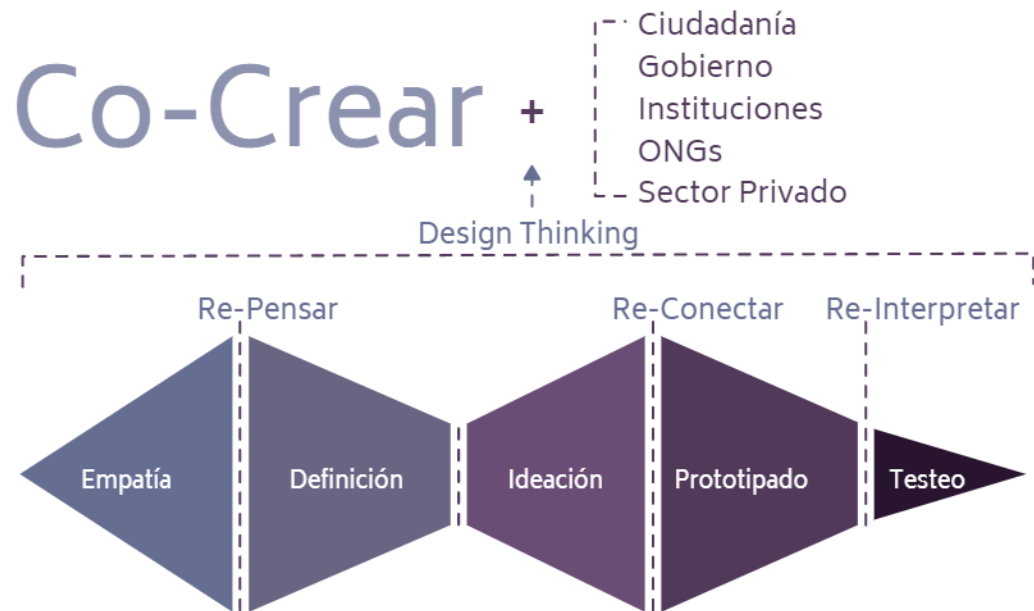 Co-Crear +
Ciudadanía
Gobierno
Instituciones
ONGs
Sector Privado
Design Thinking
Re-Pensar
Re-Conectar
Re-Interpretar
Empatía
Definición
Ideación
Prototipado
Testeo